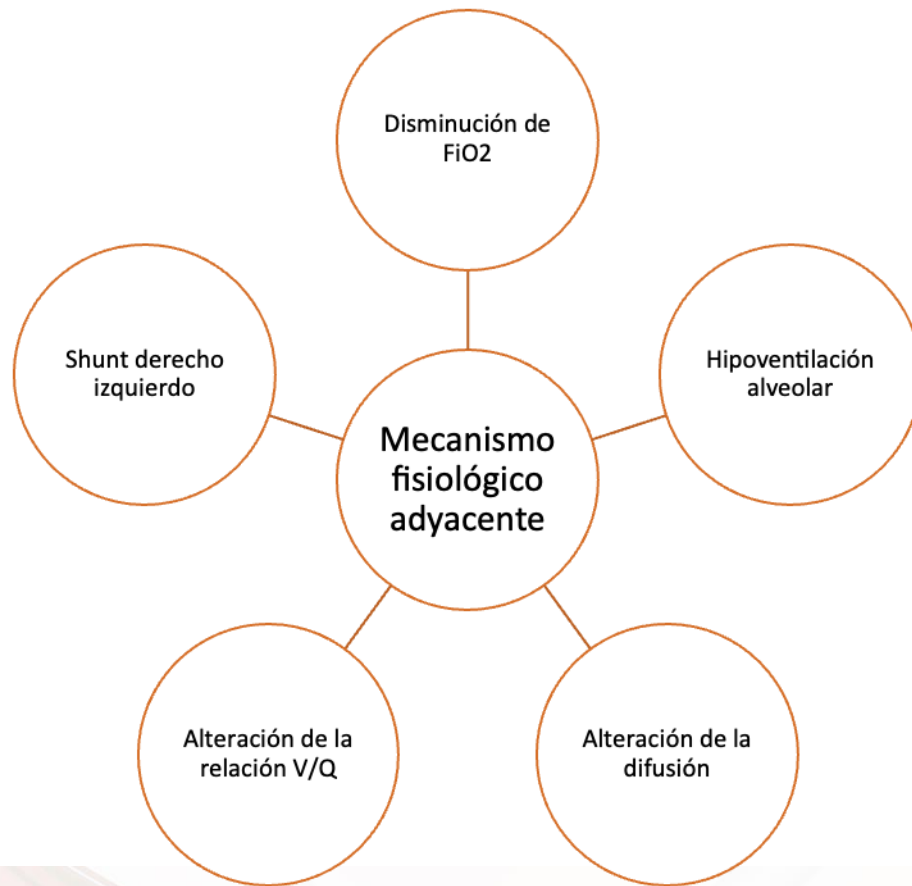 Disminución de
FiO2
Shunt derecho
izquierdo
Hipoventilación
alveolar
Mecanismo
fisiológico
adyacente
Alteración de la
relación V/Q
Alteración de la
difusión